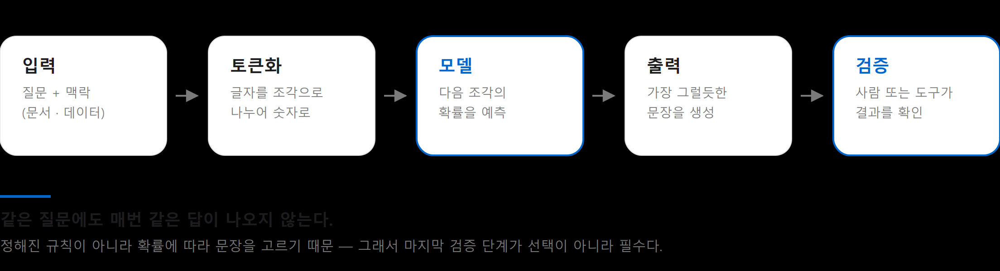 입력
질문 + 맥락
(문서 · 데이터)
토큰화
글자를 조각으로
나누어 숫자로
모델
다음 조각의
확률을 예측
출력
가장 그럴듯한
문장을 생성
검증
사람 또는 도구가
결과를 확인
같은 질문에도 매번 같은 답이 나오지 않는다.
정해진 규칙이 아니라 확률에 따라 문장을 고르기 때문 — 그래서 마지막 검증 단계가 선택이 아니라 필수다.